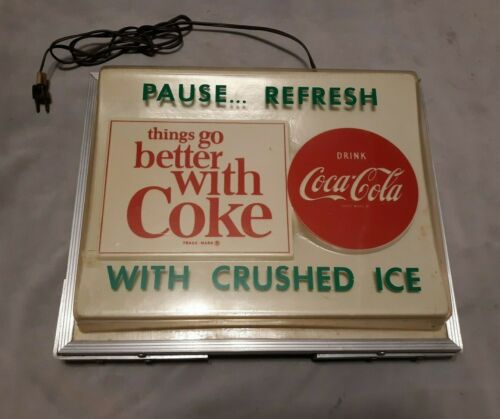 PAUSE... REFRESH
things go
better
with
Coke
TRADE-MARK ®
DRINK
Coca-Cola
WITH CRUSHED ICE